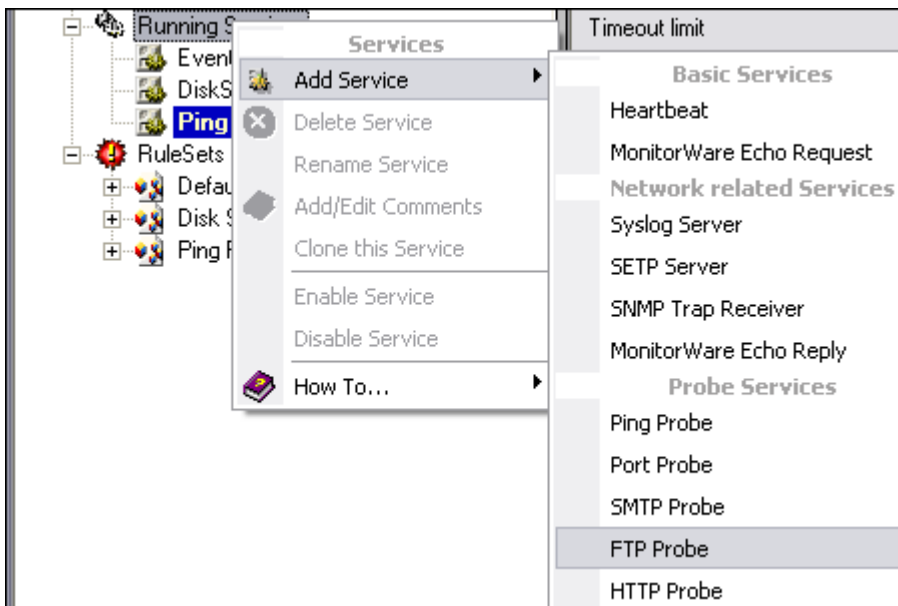 Running
Event
DiskS
Ping
RuleSets
Defau
Disk S
Ping
Services
Add Service
Delete Service
Rename Service
Add/Edit Comments
Clone this Service
Enable Service
Disable Service
How To...
Timeout limit
Basic Services
Heartbeat
MonitorWare Echo Request
Network related Services
Syslog Server
SETP Server
SNMP Trap Receiver
MonitorWare Echo Reply
Probe Services
Ping Probe
Port Probe
SMTP Probe
FTP Probe
HTTP Probe